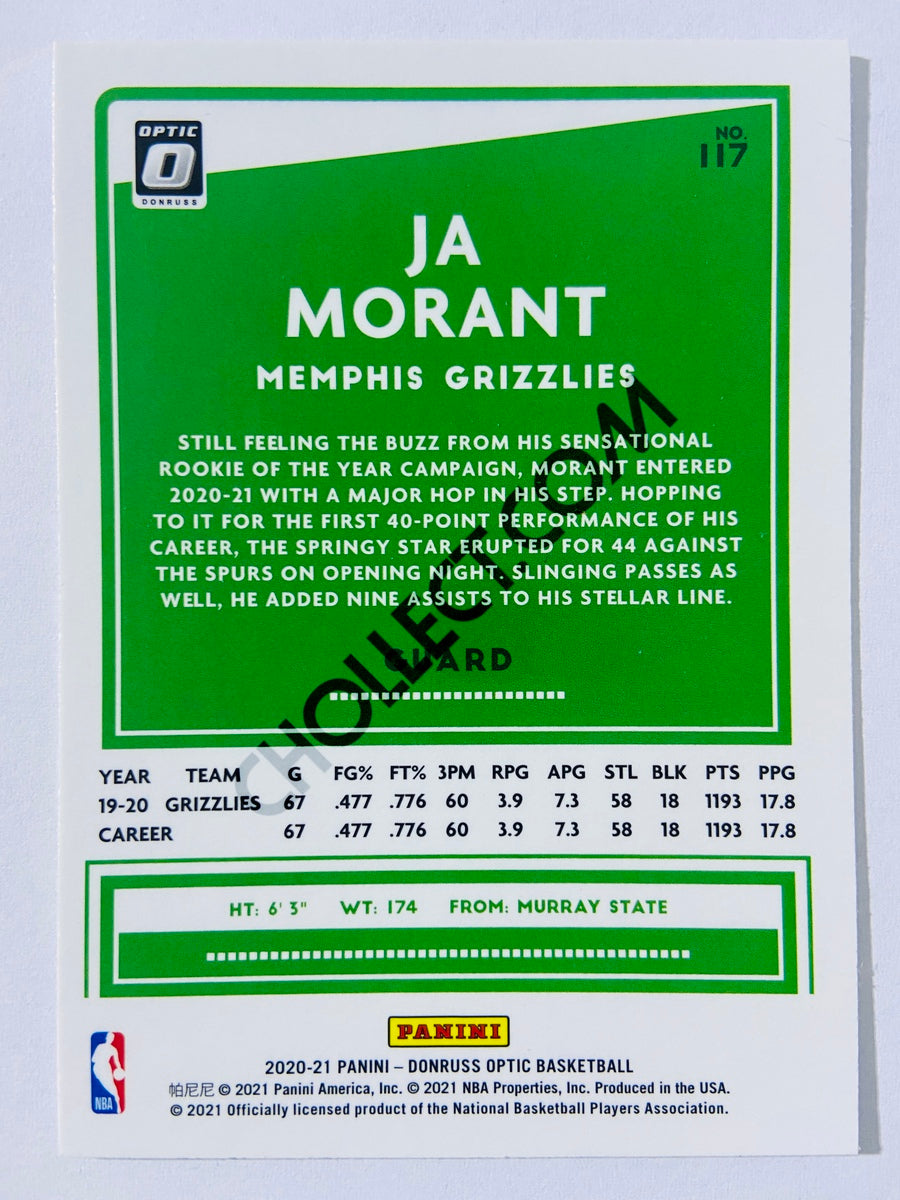 OPTIC
O
DONRUSS
NO.
117
JA
MORANT
MEMPHIS GRIZZLIES
STILL FEELING THE BUZZ FROM HIS SENSATIONAL
ROOKIE OF THE YEAR CAMPAIGN, MORANT ENTERED
2020-21 WITH A MAJOR HOP IN HIS STEP. HOPPING
TO IT FOR THE FIRST 40-POINT PERFORMANCE OF HIS
CAREER, THE SPRINGY STAR ERUPTED FOR 44 AGAINST
THE SPURS ON OPENING NIGHT. SLINGING PASSES AS
WELL, HE ADDED NINE ASSISTS TO HIS STELLAR LINE.
GUARD
CHOLLECT.COM
YEAR TEAM G FG% FT% 3PM RPG APG STL BLK PTS PPG
19-20 GRIZZLIES 67 .477 .776 60 3.9 7.3 58 18 1193 17.8
CAREER 67 .477 .776 60 3.9 7.3 58 18 1193 17.8
HT: 6' 3" WT: 174 FROM: MURRAY STATE
PANINI
NBA
2020-21 PANINI – DONRUSS OPTIC BASKETBALL
帕尼尼 © 2021 Panini America, Inc. © 2021 NBA Properties, Inc. Produced in the USA.
© 2021 Officially licensed product of the National Basketball Players Association.